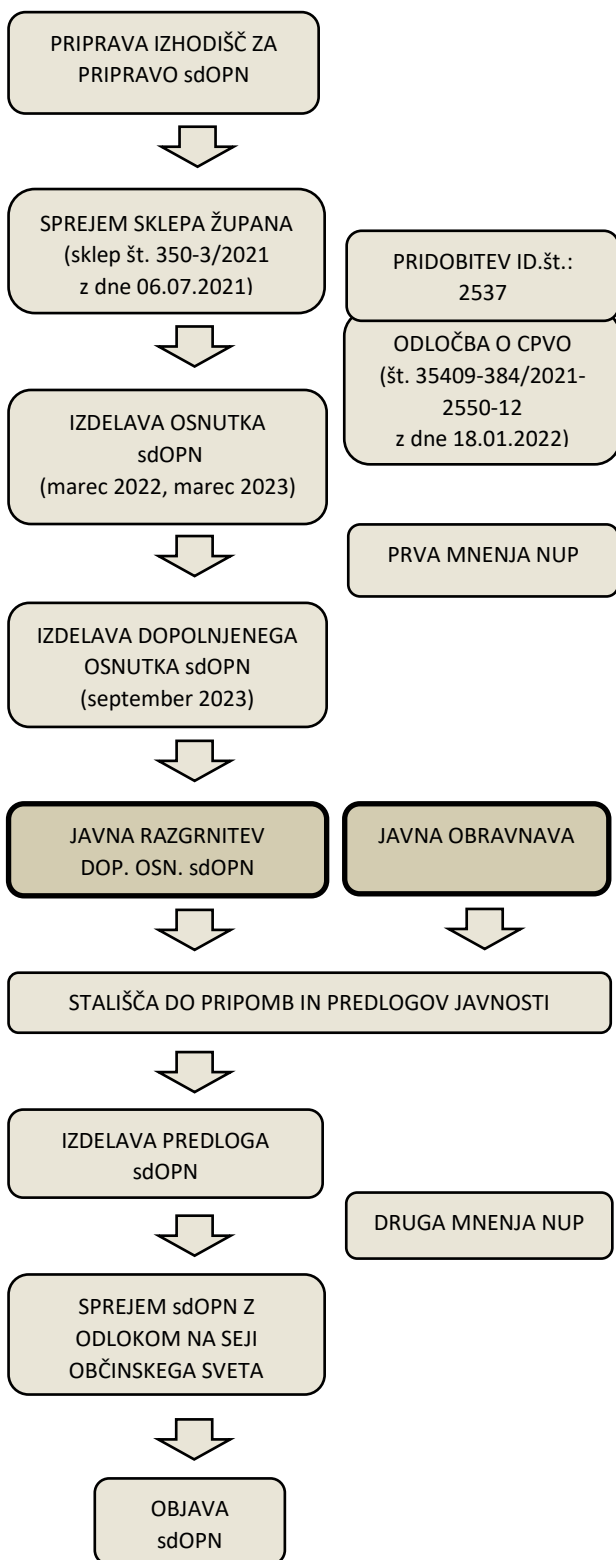 PRIPRAVA IZHODIŠČ ZA
PRIPRAVO sdOPN
SPREJEM SKLEPA ŽUPANA
(sklep št. 350-3/2021
z dne 06.07.2021)
PRIDOBITEV ID.št.:
2537
ODLOČBA O CPVO
(št. 35409-384/2021-
2550-12
z dne 18.01.2022)
IZDELAVA OSNUTKA
sdOPN
(marec 2022, marec 2023)
PRVA MNENJA NUP
IZDELAVA DOPOLNJENEGA
OSNUTKA sdOPN
(september 2023)
JAVNA RAZGRNITEV
DOP. OSN. sdOPN
JAVNA OBRAVNAVA
STALIŠČA DO PRIPOMB IN PREDLOGOV JAVNOSTI
IZDELAVA PREDLOGA
sdOPN
DRUGA MNENJA NUP
SPREJEM sdOPN Z
ODLOKOM NA SEJI
OBČINSKEGA SVETA
OBJAVA
sdOPN